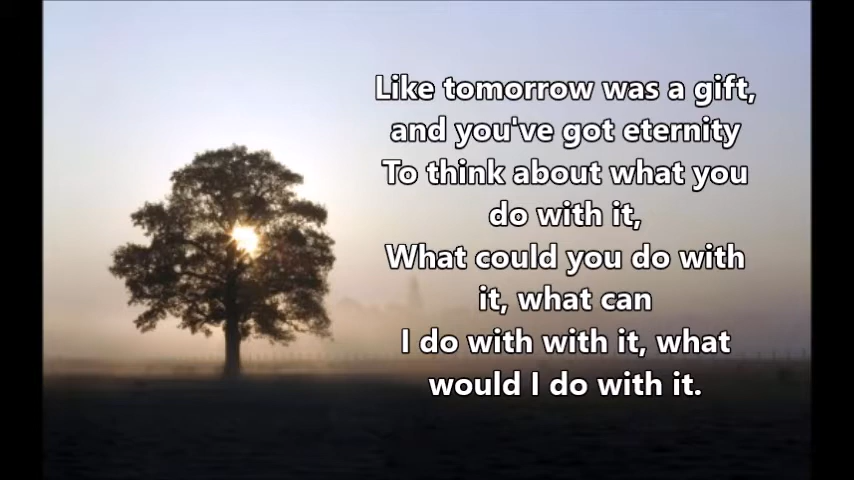 Like tomorrow was a gift,
and you've got eternity
To think about what you
do with it,
What could you do with
it, what can
I do with with it, what
would I do with it.